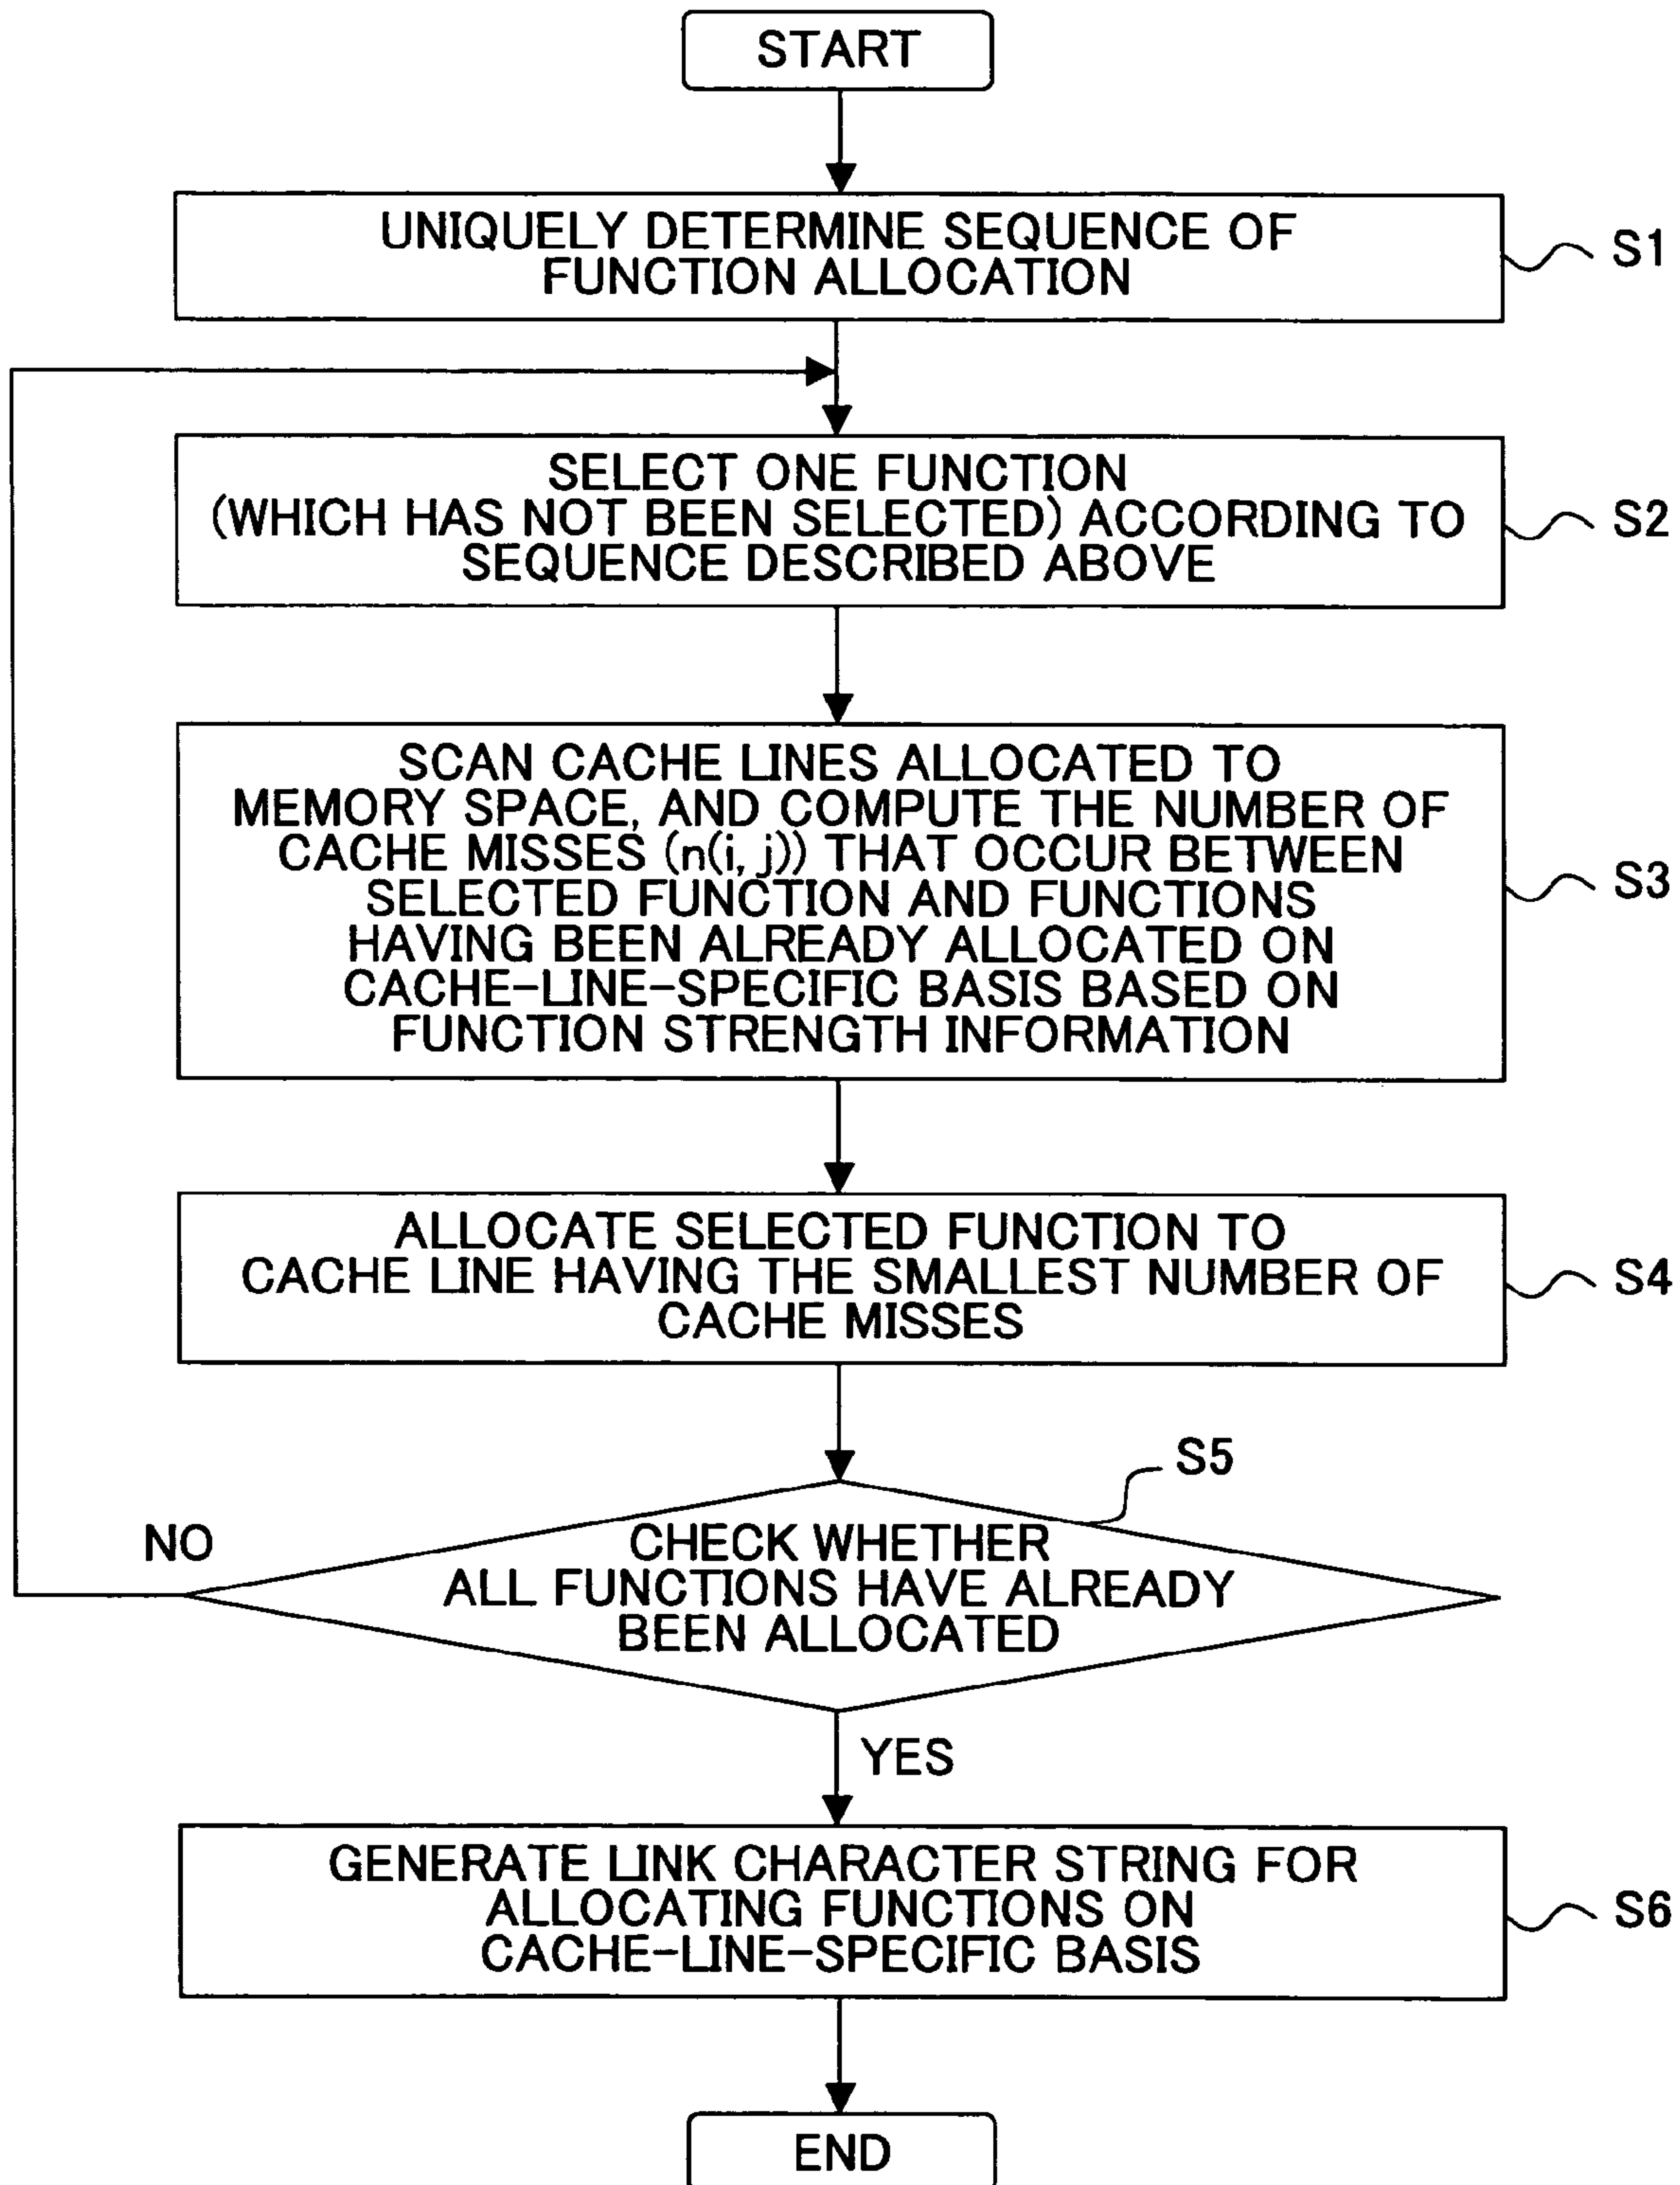 START
UNIQUELY DETERMINE SEQUENCE OF
FUNCTION ALLOCATION
S1
SELECT ONE FUNCTION
(WHICH HAS NOT BEEN SELECTED) ACCORDING TO
SEQUENCE DESCRIBED ABOVE
S2
SCAN CACHE LINES ALLOCATED TO
MEMORY SPACE, AND COMPUTE THE NUMBER OF
CACHE MISSES (n(i, j)) THAT OCCUR BETWEEN
SELECTED FUNCTION AND FUNCTIONS
HAVING BEEN ALREADY ALLOCATED ON
CACHE-LINE-SPECIFIC BASIS BASED ON
FUNCTION STRENGTH INFORMATION
S3
ALLOCATE SELECTED FUNCTION TO
CACHE LINE HAVING THE SMALLEST NUMBER OF
CACHE MISSES
S4
S5
NO
CHECK WHETHER
ALL FUNCTIONS HAVE ALREADY
BEEN ALLOCATED
YES
GENERATE LINK CHARACTER STRING FOR
ALLOCATING FUNCTIONS ON
CACHE-LINE-SPECIFIC BASIS
S6
END